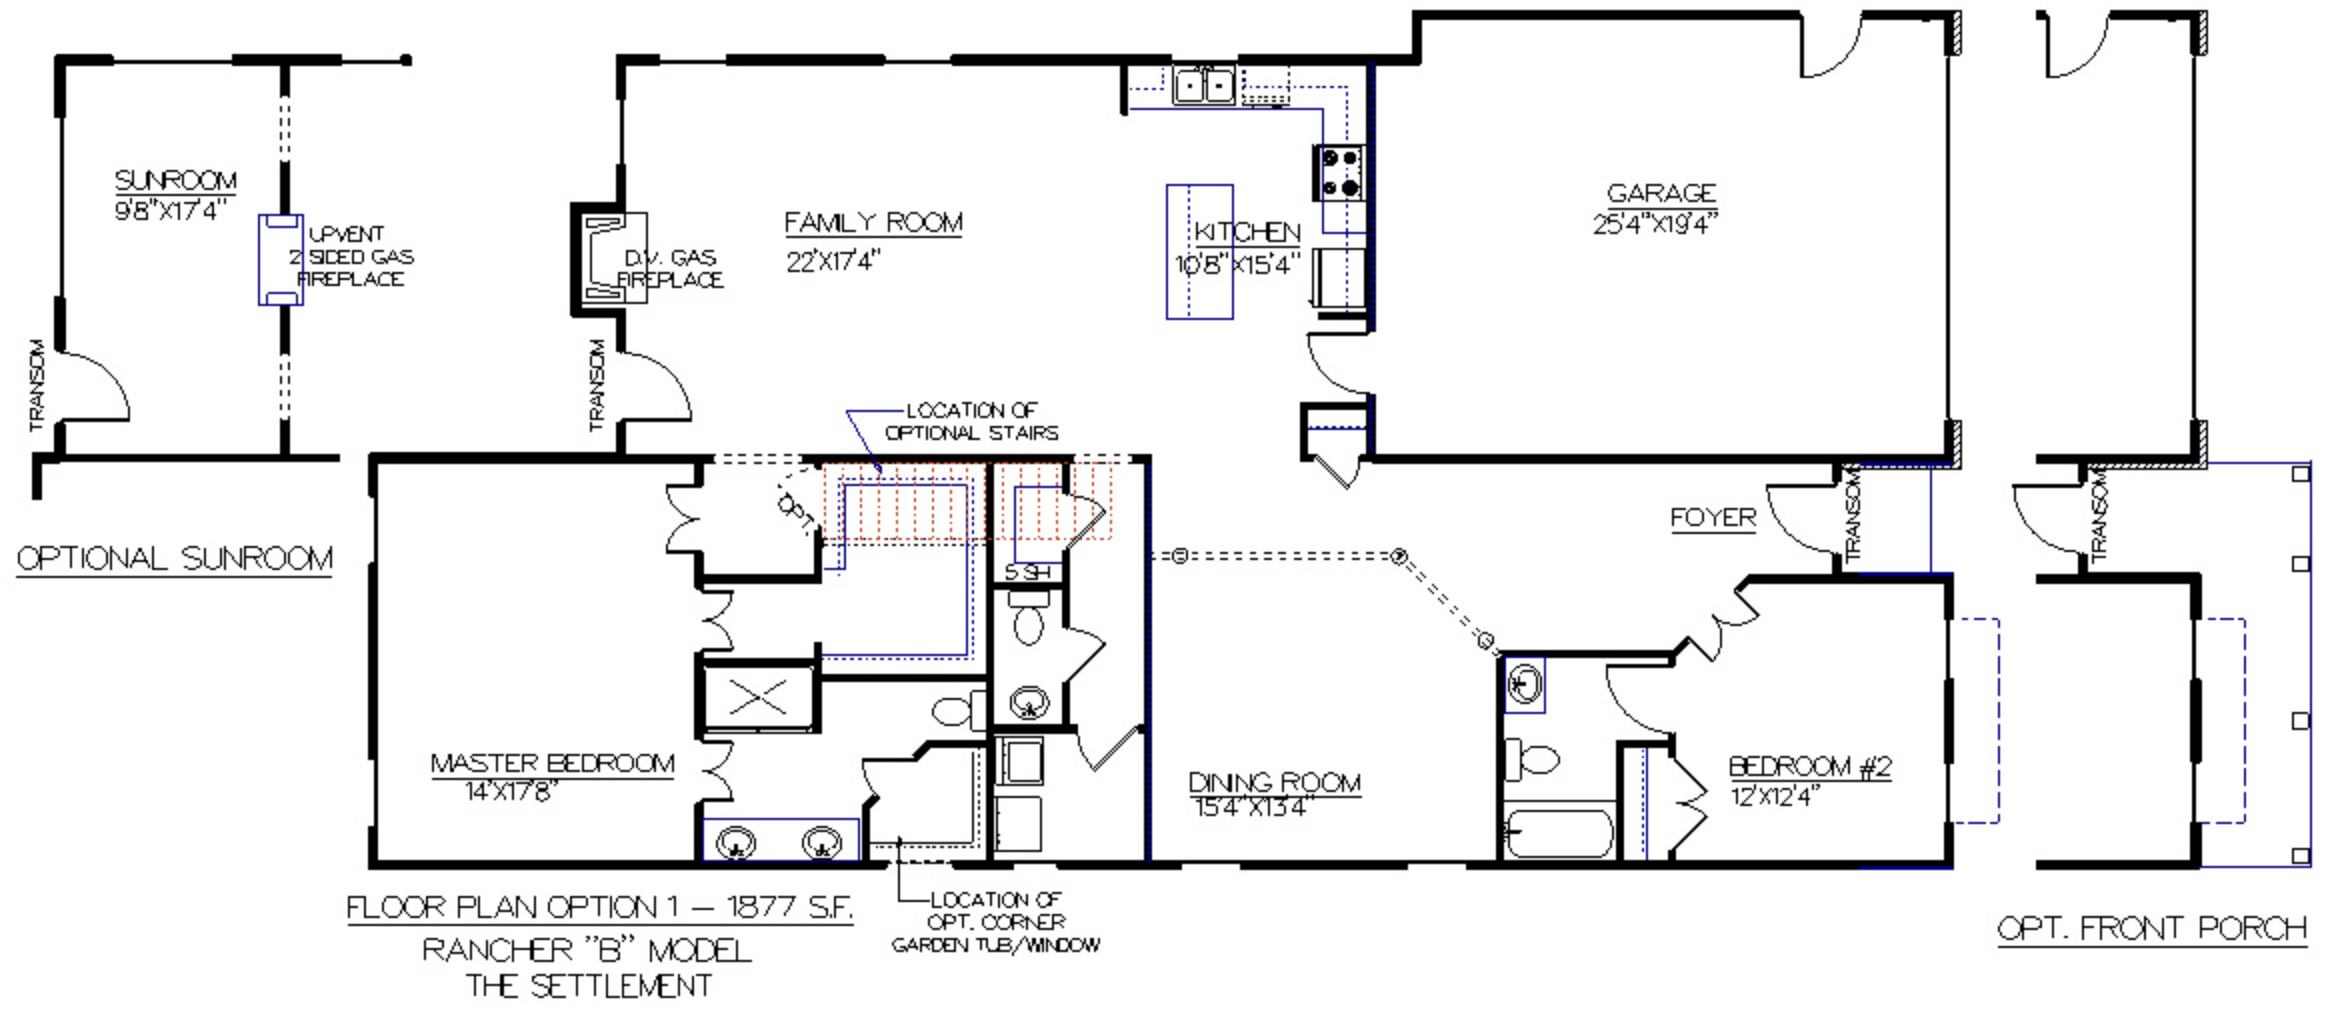 SUNROOM
9'8"X17'4"
UPVENT
2 SIDED GAS
FIREPLACE
TRANSOM
OPTIONAL SUNROOM
FAMILY ROOM
22'X17'4"
D.V. GAS
FIREPLACE
TRANSOM
KITCHEN
10'8"X15'4"
GARAGE
25'4"X19'4"
LOCATION OF
OPTIONAL STAIRS
OPT.
5 SH
FOYER
TRANSOM
TRANSOM
MASTER BEDROOM
14'X17'8"
DINING ROOM
15'4"X13'4"
BEDROOM #2
12'X12'4"
LOCATION OF
OPT. CORNER
GARDEN TUB/WINDOW
FLOOR PLAN OPTION 1 – 1877 S.F.
RANCHER "B" MODEL
THE SETTLEMENT
OPT. FRONT PORCH